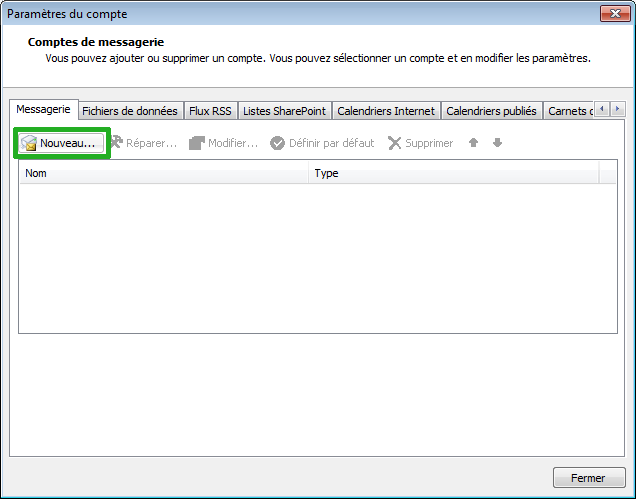 Paramètres du compte
Comptes de messagerie
Vous pouvez ajouter ou supprimer un compte. Vous pouvez sélectionner un compte et en modifier les paramètres.
Messagerie Fichiers de données Flux RSS Listes SharePoint Calendriers Internet Calendriers publiés Carnets
Nouveau... Réparer... Modifier... Définir par défaut Supprimer
Nom Type
Fermer